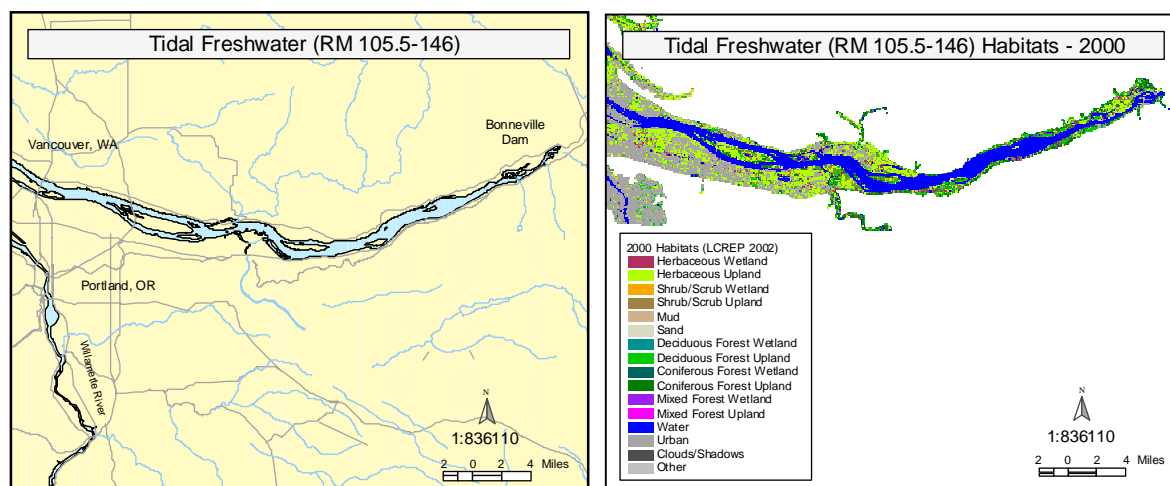 Tidal Freshwater (RM 105.5-146)
Vancouver, WA
Bonneville
Dam
Portland, OR
Willamette River
N
1:836110
2 0 2 4 Miles
Tidal Freshwater (RM 105.5-146) Habitats - 2000
2000 Habitats (LCREP 2002)
Herbaceous Wetland
Herbaceous Upland
Shrub/Scrub Wetland
Shrub/Scrub Upland
Mud
Sand
Deciduous Forest Wetland
Deciduous Forest Upland
Coniferous Forest Wetland
Coniferous Forest Upland
Mixed Forest Wetland
Mixed Forest Upland
Water
Urban
Clouds/Shadows
Other
N
1:836110
2 0 2 4 Miles